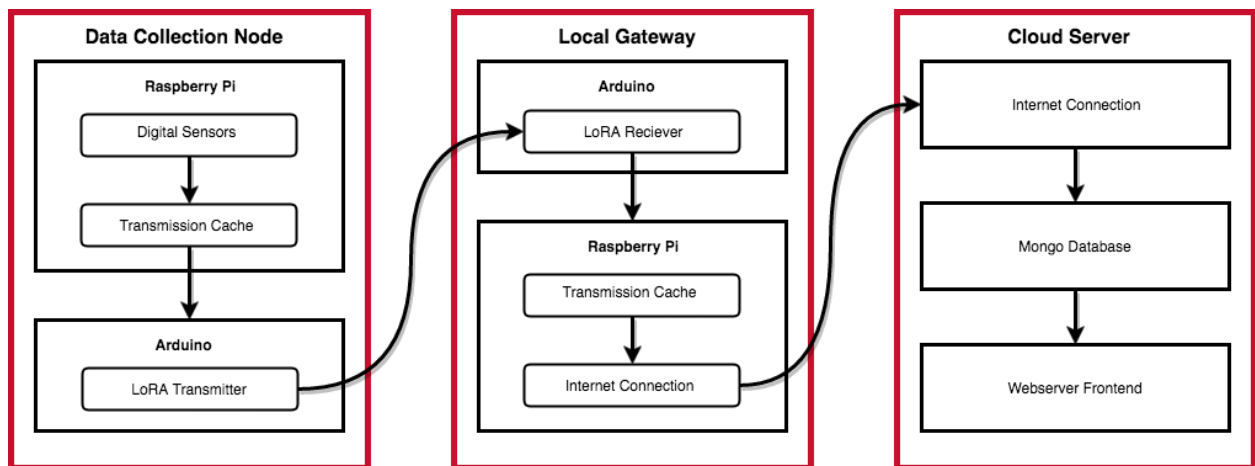 Data Collection Node
Raspberry Pi
Digital Sensors
Transmission Cache
Arduino
LoRA Transmitter
Local Gateway
Arduino
LoRA Reciever
Raspberry Pi
Transmission Cache
Internet Connection
Cloud Server
Internet Connection
Mongo Database
Webserver Frontend